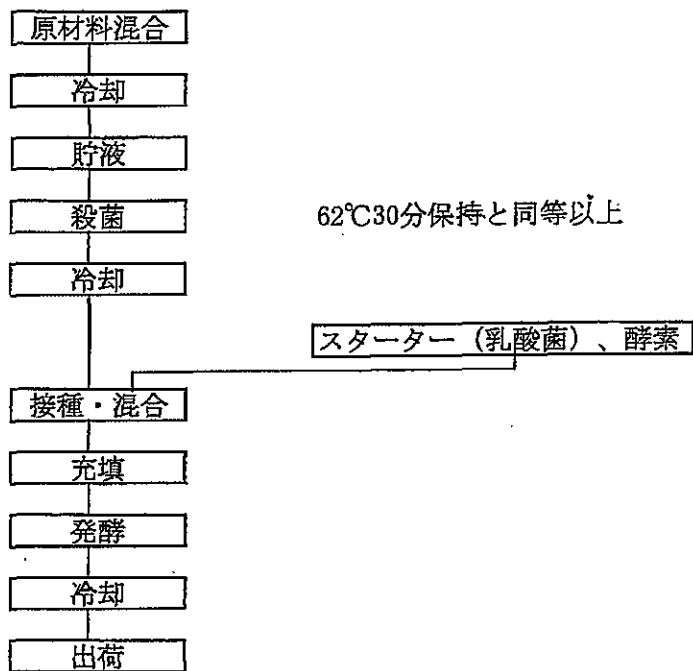 原材料混合
冷却
貯液
殺菌
62℃30分保持と同等以上
冷却
スターター（乳酸菌）、酵素
接種・混合
充填
発酵
冷却
出荷